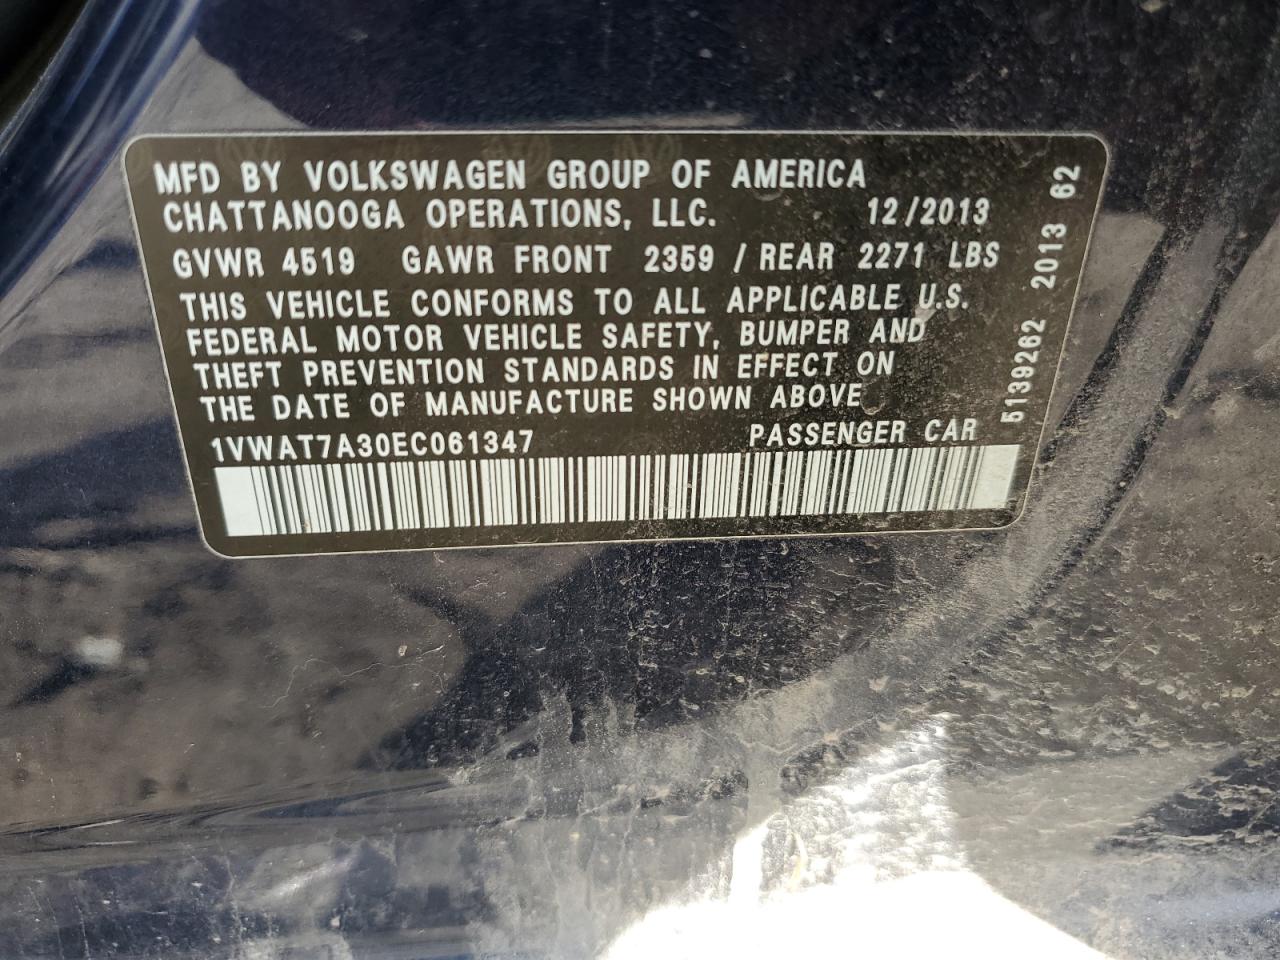 MFD BY VOLKSWAGEN GROUP OF AMERICA
CHATTANOOGA OPERATIONS, LLC. 12/2013
GVWR 4519 GAWR FRONT 2359 / REAR 2271 LBS
THIS VEHICLE CONFORMS TO ALL APPLICABLE U.S.
FEDERAL MOTOR VEHICLE SAFETY, BUMPER AND
THEFT PREVENTION STANDARDS IN EFFECT ON
THE DATE OF MANUFACTURE SHOWN ABOVE
1VWAT7A30EC061347 PASSENGER CAR
5139262 2013 62